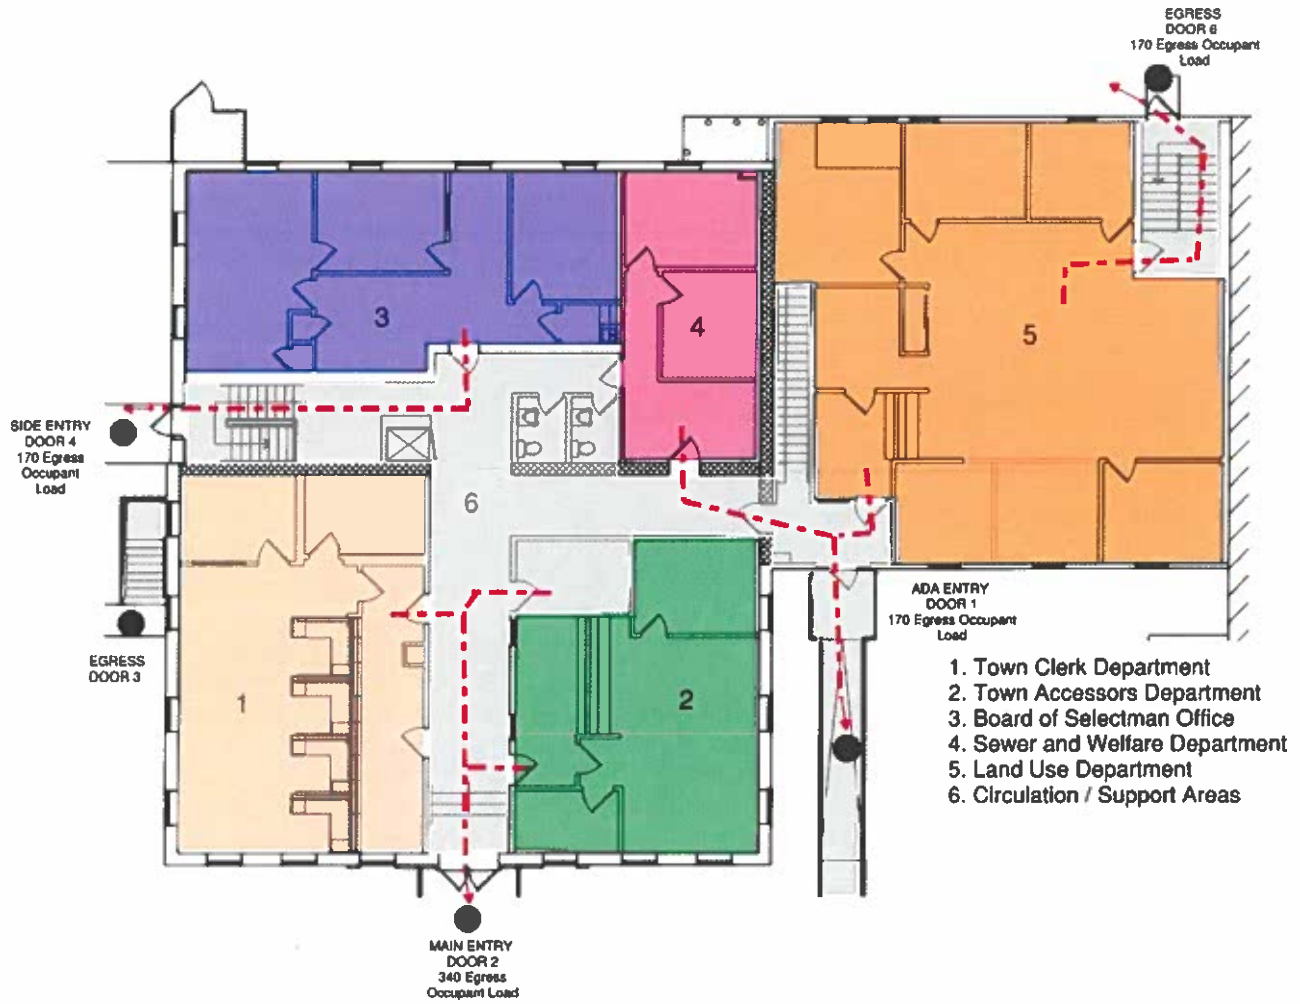 EGRESS
DOOR 6
170 Egress Occupant
Load
3
4
5
SIDE ENTRY
DOOR 4
170 Egress
Occupant
Load
6
EGRESS
DOOR 3
1
2
ADA ENTRY
DOOR 1
170 Egress Occupant
Load
1. Town Clerk Department
2. Town Accessors Department
3. Board of Selectman Office
4. Sewer and Welfare Department
5. Land Use Department
6. Circulation / Support Areas
MAIN ENTRY
DOOR 2
340 Egress
Occupant Load